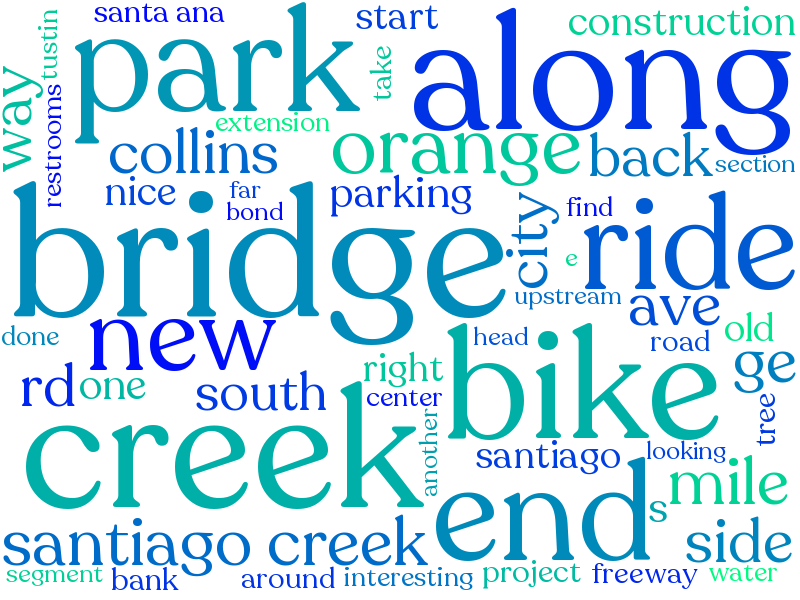 santa ana
start
construction
way
tustin
park
take
along
restrooms
extension
collins
orange
back
section
nice
far
bond
parking
city
find
ride
bridge
e
upstream
ave
done
new
head
road
old
rd
one
south
right
center
bike
ge
tree
creek
another
santiago
looking
end
s
mile
santiago creek
side
segment
bank
around
interesting
project
freeway
water